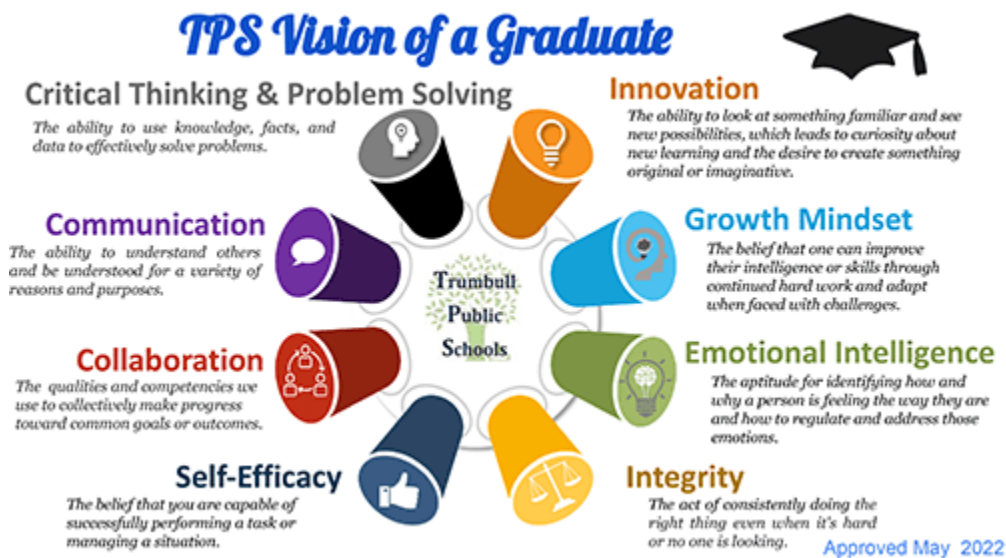 TPS Vision of a Graduate
Critical Thinking & Problem Solving
The ability to use knowledge, facts, and
data to effectively solve problems.
Innovation
The ability to look at something familiar and see
new possibilities, which leads to curiosity about
new learning and the desire to create something
original or imaginative.
Communication
The ability to understand others
and be understood for a variety of
reasons and purposes.
Growth Mindset
The belief that one can improve
their intelligence or skills through
continued hard work and adapt
when faced with challenges.
Trumbull
Public
Schools
Collaboration
The qualities and competencies we
use to collectively make progress
toward common goals or outcomes.
Emotional Intelligence
The aptitude for identifying how and
why a person is feeling the way they are
and how to regulate and address those
emotions.
Self-Efficacy
The belief that you are capable of
successfully performing a task or
managing a situation.
Integrity
The act of consistently doing the
right thing even when it's hard
or no one is looking.
Approved May 2022